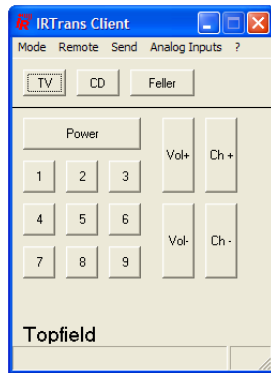 IRTrans Client
Mode Remote Send Analog Inputs ?
TV CD Feller
Power
Vol+ Ch +
1 2 3
4 5 6
Vol- Ch -
7 8 9
Topfield